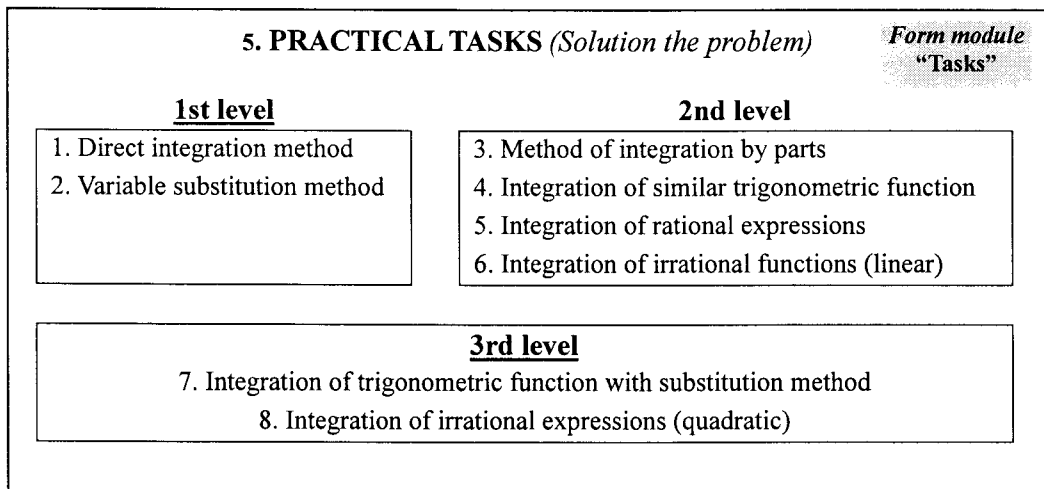 5. PRACTICAL TASKS (Solution the problem)
Form module
“Tasks”
1st level
1. Direct integration method
2. Variable substitution method
2nd level
3. Method of integration by parts
4. Integration of similar trigonometric function
5. Integration of rational expressions
6. Integration of irrational functions (linear)
3rd level
7. Integration of trigonometric function with substitution method
8. Integration of irrational expressions (quadratic)